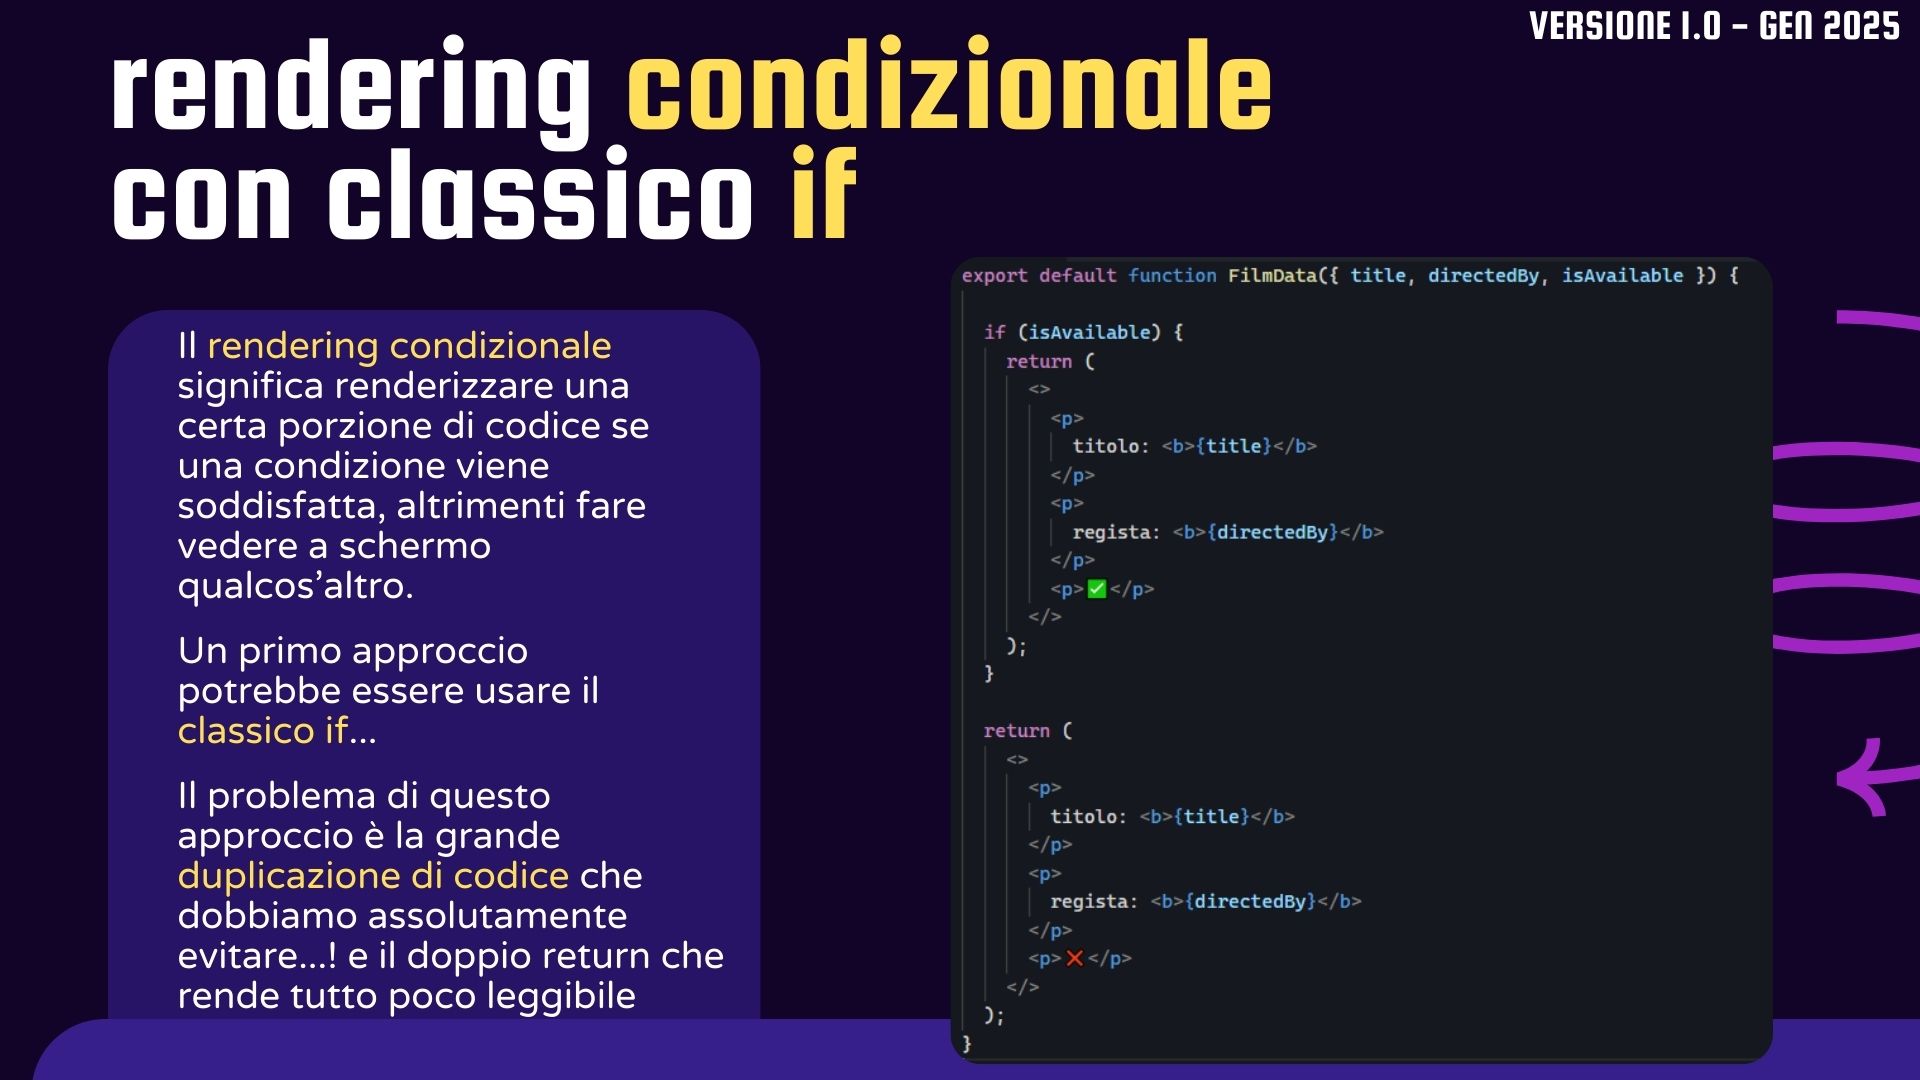 VERSIONE 1.0 - GEN 2025
rendering condizionale
con classico if
Il rendering condizionale
significa renderizzare una
certa porzione di codice se
una condizione viene
soddisfatta, altrimenti fare
vedere a schermo
qualcos’altro.
Un primo approccio
potrebbe essere usare il
classico if...
Il problema di questo
approccio è la grande
duplicazione di codice che
dobbiamo assolutamente
evitare...! e il doppio return che
rende tutto poco leggibile
export default function FilmData({ title, directedBy, isAvailable }) {
if (isAvailable) {
return (
<>
<p>
titolo: <b>{title}</b>
</p>
<p>
regista: <b>{directedBy}</b>
</p>
<p>✅</p>
</>
);
}
return (
<>
<p>
titolo: <b>{title}</b>
</p>
<p>
regista: <b>{directedBy}</b>
</p>
<p>❌</p>
</>
);
}